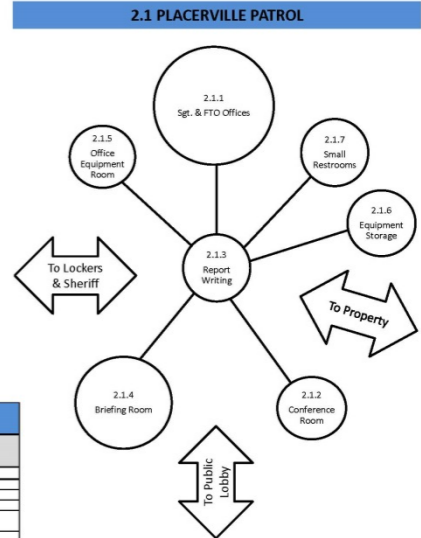 2.1 PLACERVILLE PATROL
2.1.1
Sgt. & FTO Offices
2.1.5
Office
Equipment
Room
2.1.7
Small
Restrooms
2.1.6
Equipment
Storage
To Lockers
& Sheriff
2.1.3
Report
Writing
To Property
2.1.4
Briefing Room
2.1.2
Conference
Room
To Public
Lobby